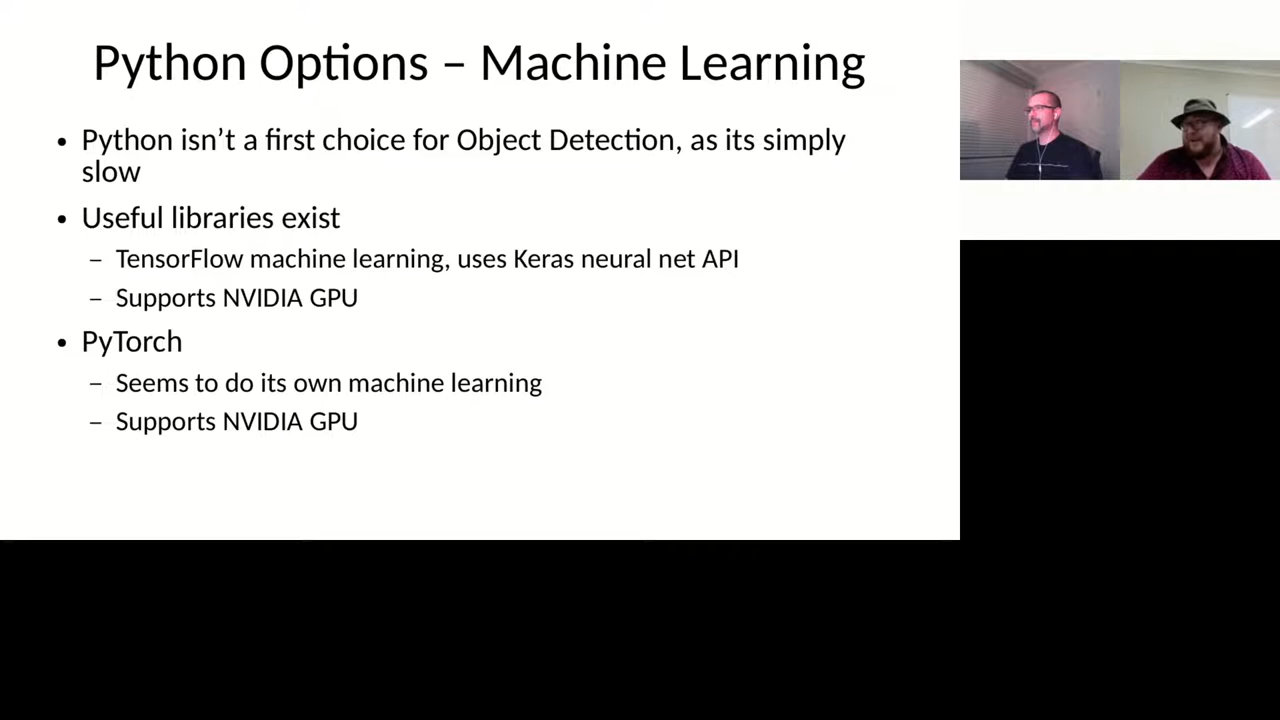 Python Options – Machine Learning
• Python isn’t a first choice for Object Detection, as its simply
slow
• Useful libraries exist
– TensorFlow machine learning, uses Keras neural net API
– Supports NVIDIA GPU
• PyTorch
– Seems to do its own machine learning
– Supports NVIDIA GPU